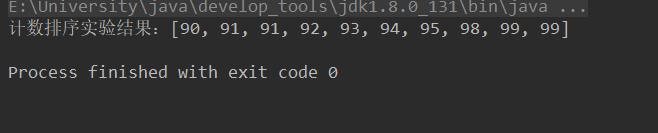 E:\University\java\develop_tools\jdk1.8.0_131\bin\java ...
计数排序实验结果：[90, 91, 91, 92, 93, 94, 95, 98, 99, 99]
Process finished with exit code 0